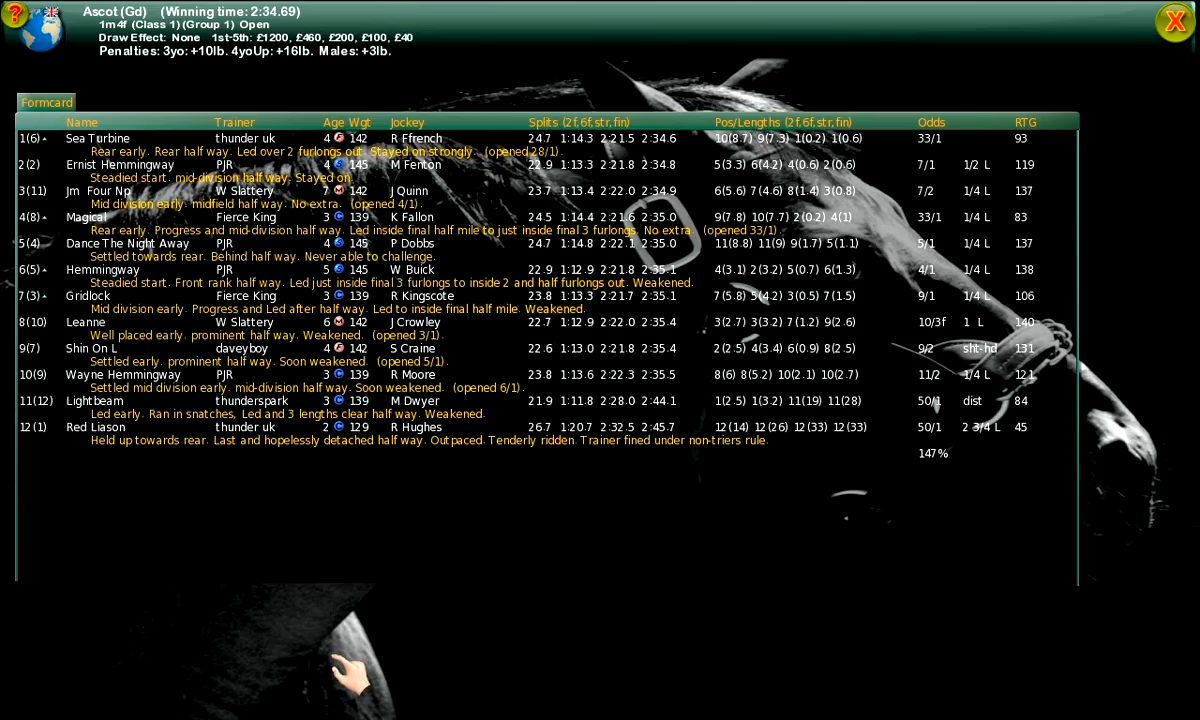 ?
Ascot (Gd) (Winning time: 2:34.69)
X
1m4f (Class 1)(Group 1) Open
Draw Effect: None 1st-5th: £1200, £460, £200, £100, £40
Penalties: 3yo: +10lb. 4yoUp: +16lb. Males: +3lb.
Formcard
Name Trainer Age Wgt Jockey Splits (2f,6f,str,fin) Pos/Lengths (2f,6f,str,fin) Odds RTG
1(6) Sea Turbine thunder uk 4 F 142 R Ffrench 24.7 1:14.3 2:21.5 2:34.6 10(8.7) 9(7.3) 1(0.2) 1(0.6) 33/1 93
Rear early. Rear half way. Led over 2 furlongs out. Stayed on strongly. (opened 28/1).
2(2) Ernist Hemmingway PJR 4 145 M Fenton 22.9 1:13.3 2:21.8 2:34.8 5(3.3) 6(4.2) 4(0.6) 2(0.6) 7/1 1/2 L 119
Steadied start. mid-division half way. Stayed on.
3(11) Jm Four Np W Slattery 7 M 142 J Quinn 23.7 1:13.4 2:22.0 2:34.9 6(5.6) 7(4.6) 8(1.4) 3(0.8) 7/2 1/4 L 137
Mid division early. midfield half way. No extra. (opened 4/1).
4(8) Magical Fierce King 3 C 139 K Fallon 24.5 1:14.4 2:21.6 2:35.0 9(7.8) 10(7.7) 2(0.2) 4(1) 33/1 1/4 L 83
Rear early. Progress and mid-division half way. Led inside final half mile to just inside final 3 furlongs. No extra. (opened 33/1).
5(4) Dance The Night Away PJR 4 145 P Dobbs 24.7 1:14.8 2:22.1 2:35.0 11(8.8) 11(9) 9(1.7) 5(1.1) 5/1 1/4 L 137
Settled towards rear. Behind half way. Never able to challenge.
6(5) Hemmingway PJR 5 145 W Buick 22.9 1:12.9 2:21.8 2:35.1 4(3.1) 2(3.2) 5(0.7) 6(1.3) 4/1 1/4 L 138
Steadied start. Front rank half way. Led just inside final 3 furlongs to inside 2 and half furlongs out. Weakened.
7(3) Gridlock Fierce King 3 C 139 R Kingscote 23.8 1:13.3 2:21.7 2:35.1 7(5.8) 5(4.2) 3(0.5) 7(1.5) 9/1 1/4 L 106
Mid division early. Progress and Led after half way. Led to inside final half mile. Weakened.
8(10) Leanne W Slattery 6 M 142 J Crowley 22.7 1:12.9 2:22.0 2:35.4 3(2.7) 3(3.2) 7(1.2) 9(2.6) 10/3f 1 L 140
Well placed early. prominent half way. Weakened. (opened 3/1).
9(7) Shin On L daveyboy 4 F 142 S Craine 22.6 1:13.0 2:21.8 2:35.4 2(2.5) 4(3.4) 6(0.9) 8(2.5) 9/2 sht-hd 131
Settled early. prominent half way. Soon weakened. (opened 5/1).
10(9) Wayne Hemmingway PJR 3 C 139 R Moore 23.8 1:13.6 2:22.3 2:35.5 8(6) 8(5.2) 10(2.1) 10(2.7) 11/2 1/4 L 121
Settled mid division early. mid-division half way. Soon weakened. (opened 6/1).
11(12) Lightbeam thunderspark 3 C 139 M Dwyer 21.9 1:11.8 2:28.0 2:44.1 1(2.5) 1(3.2) 11(19) 11(28) 50/1 dist 84
Led early. Ran in snatches, Led and 3 lengths clear half way. Weakened.
12(1) Red Liason thunder uk 2 C 129 R Hughes 26.7 1:20.7 2:32.5 2:45.7 12(14) 12(26) 12(33) 12(33) 50/1 2 3/4 L 45
Held up towards rear. Last and hopelessly detached half way. Outpaced. Tenderly ridden. Trainer fined under non-triers rule.
147%